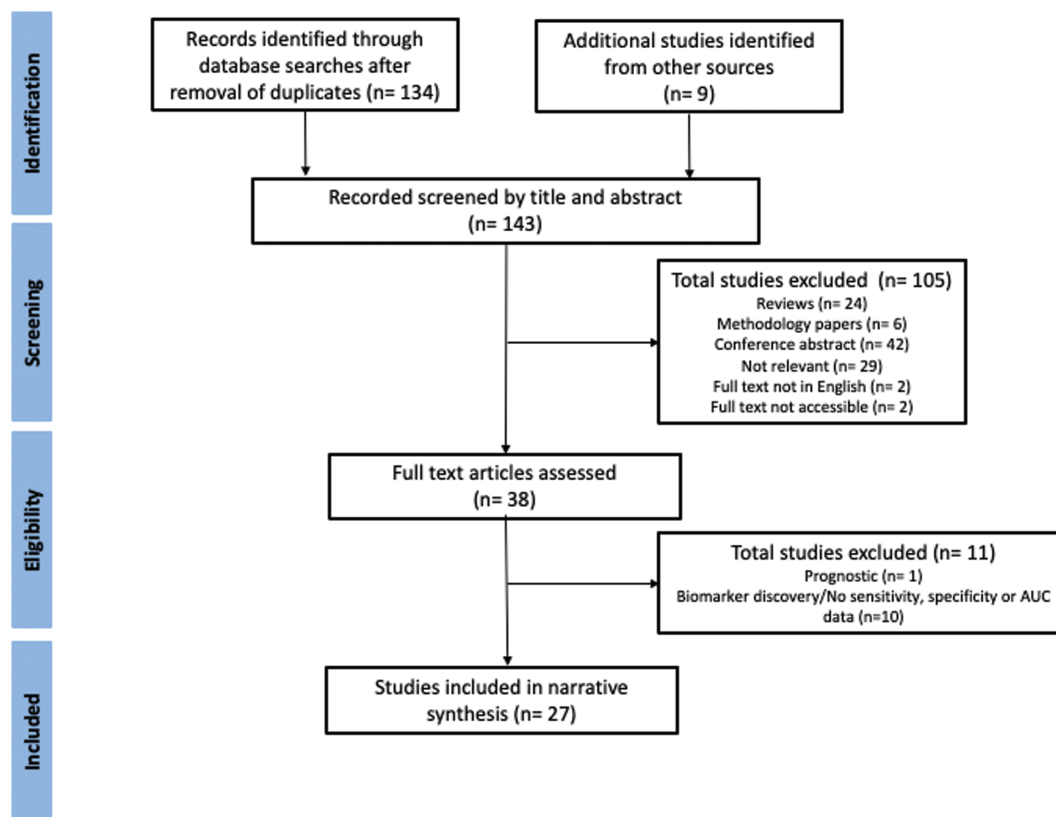 Identification
Records identified through
database searches after
removal of duplicates (n= 134)
Additional studies identified
from other sources
(n= 9)
Recorded screened by title and abstract
(n= 143)
Screening
Total studies excluded  (n= 105)
Reviews (n= 24)
Methodology papers (n= 6)
Conference abstract (n= 42)
Not relevant (n= 29)
Full text not in English (n= 2)
Full text not accessible (n= 2)
Eligibility
Full text articles assessed
(n= 38)
Total studies excluded (n= 11)
Prognostic (n= 1)
Biomarker discovery/No sensitivity, specificity or AUC
data (n=10)
Included
Studies included in narrative
synthesis (n= 27)